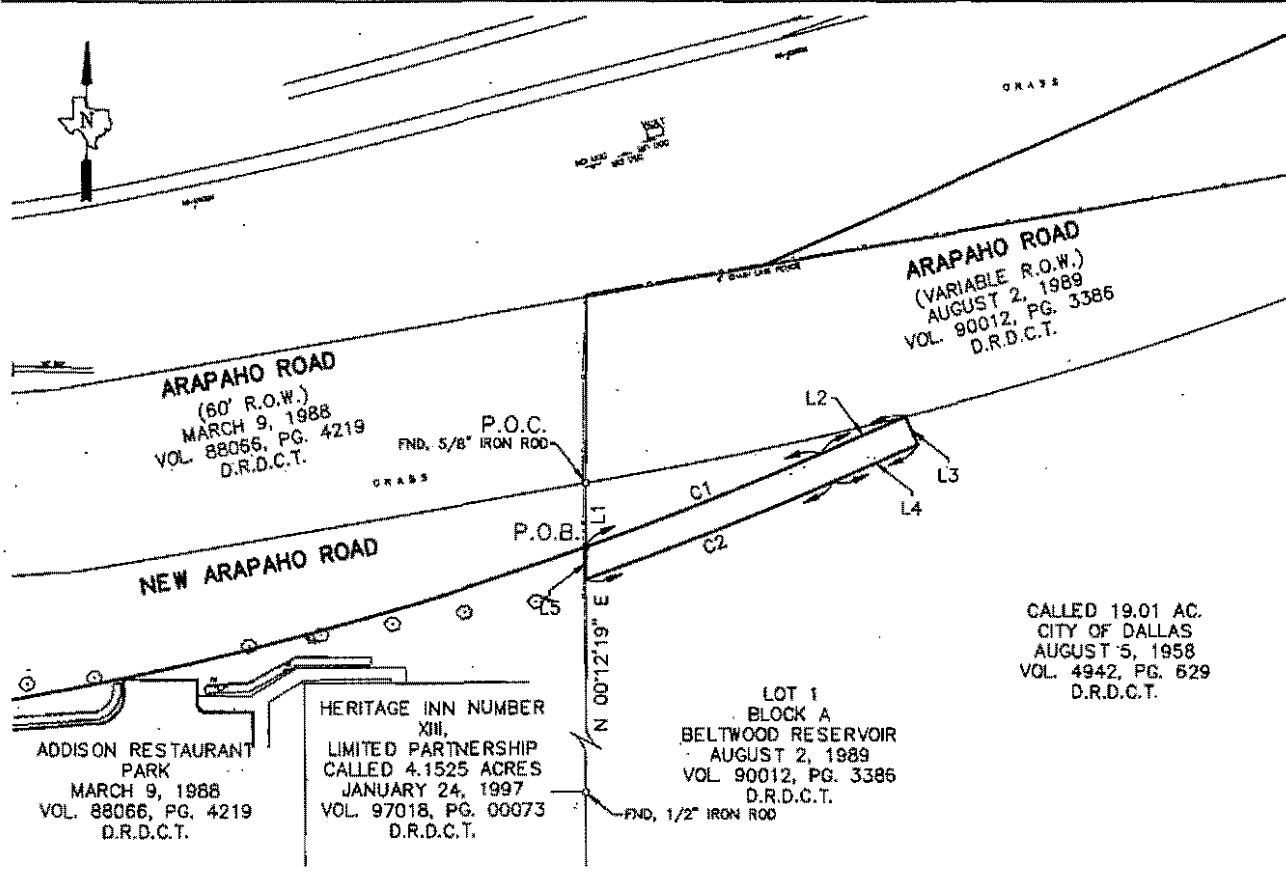 N
GRASS
ARAPAHO ROAD
(VARIABLE R.O.W.)
AUGUST 2, 1989
VOL. 90012, PG. 3386
D.R.D.C.T.
ARAPAHO ROAD
(60' R.O.W.)
MARCH 9, 1988
VOL. 88066, PG. 4219
D.R.D.C.T.
GRASS
P.O.C.
FND. 5/8" IRON ROD
L2
L3
L4
C1
C2
L1
P.O.B.
L5
NEW ARAPAHO ROAD
N 00°12'19" E
CALLED 19.01 AC.
CITY OF DALLAS
AUGUST 5, 1958
VOL. 4942, PG. 629
D.R.D.C.T.
LOT 1
BLOCK A
BELTWOOD RESERVOIR
AUGUST 2, 1989
VOL. 90012, PG. 3386
D.R.D.C.T.
HERITAGE INN NUMBER
XIII,
LIMITED PARTNERSHIP
CALLED 4.1525 ACRES
JANUARY 24, 1997
VOL. 97018, PG. 00073
D.R.D.C.T.
ADDISON RESTAURANT
PARK
MARCH 9, 1988
VOL. 88066, PG. 4219
D.R.D.C.T.
FND, 1/2" IRON ROD